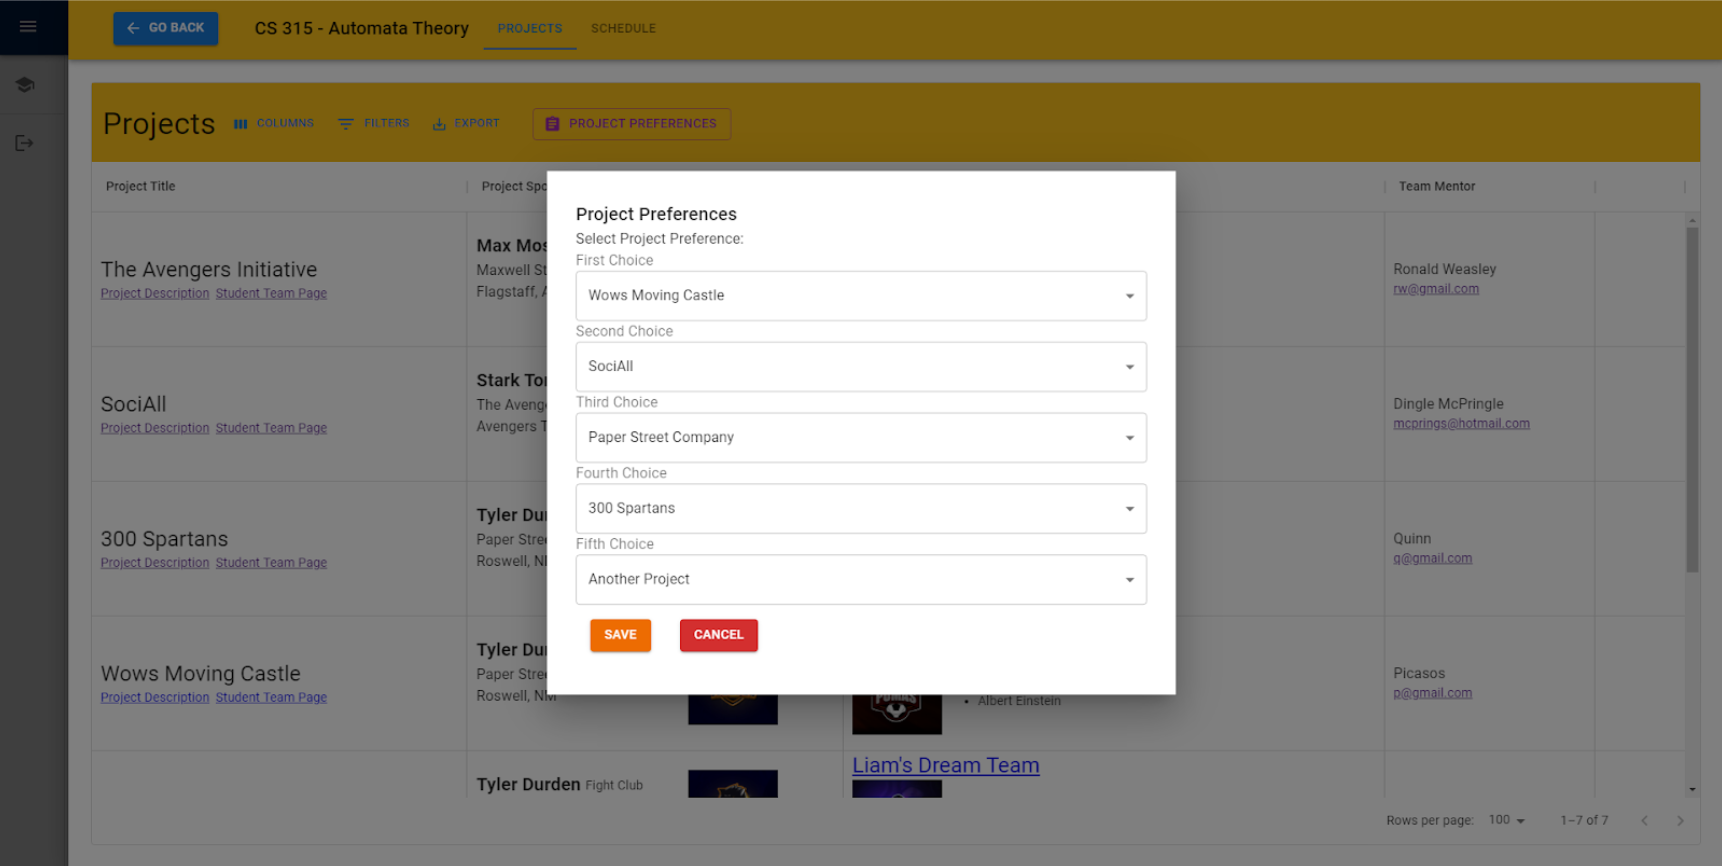 GO BACK
CS 315 - Automata Theory
PROJECTS
SCHEDULE
Projects
COLUMNS
FILTERS
EXPORT
PROJECT PREFERENCES
Project Title
Project Spo
Team Mentor
The Avengers Initiative
Project Description Student Team Page
Max Mos
Maxwell St
Flagstaff, A
Ronald Weasley
rw@gmail.com
SociAll
Project Description Student Team Page
Stark To
The Aveng
Avengers T
Dingle McPringle
mcprings@hotmail.com
300 Spartans
Project Description Student Team Page
Tyler Du
Paper Stre
Roswell, N
Quinn
q@gmail.com
Wows Moving Castle
Project Description Student Team Page
Tyler Du
Paper Stre
Roswell, NM
Albert Einstein
Picasos
p@gmail.com
Tyler Durden Fight Club
Liam's Dream Team
Project Preferences
Select Project Preference:
First Choice
Wows Moving Castle
Second Choice
SociAll
Third Choice
Paper Street Company
Fourth Choice
300 Spartans
Fifth Choice
Another Project
SAVE
CANCEL
Rows per page: 100
1–7 of 7